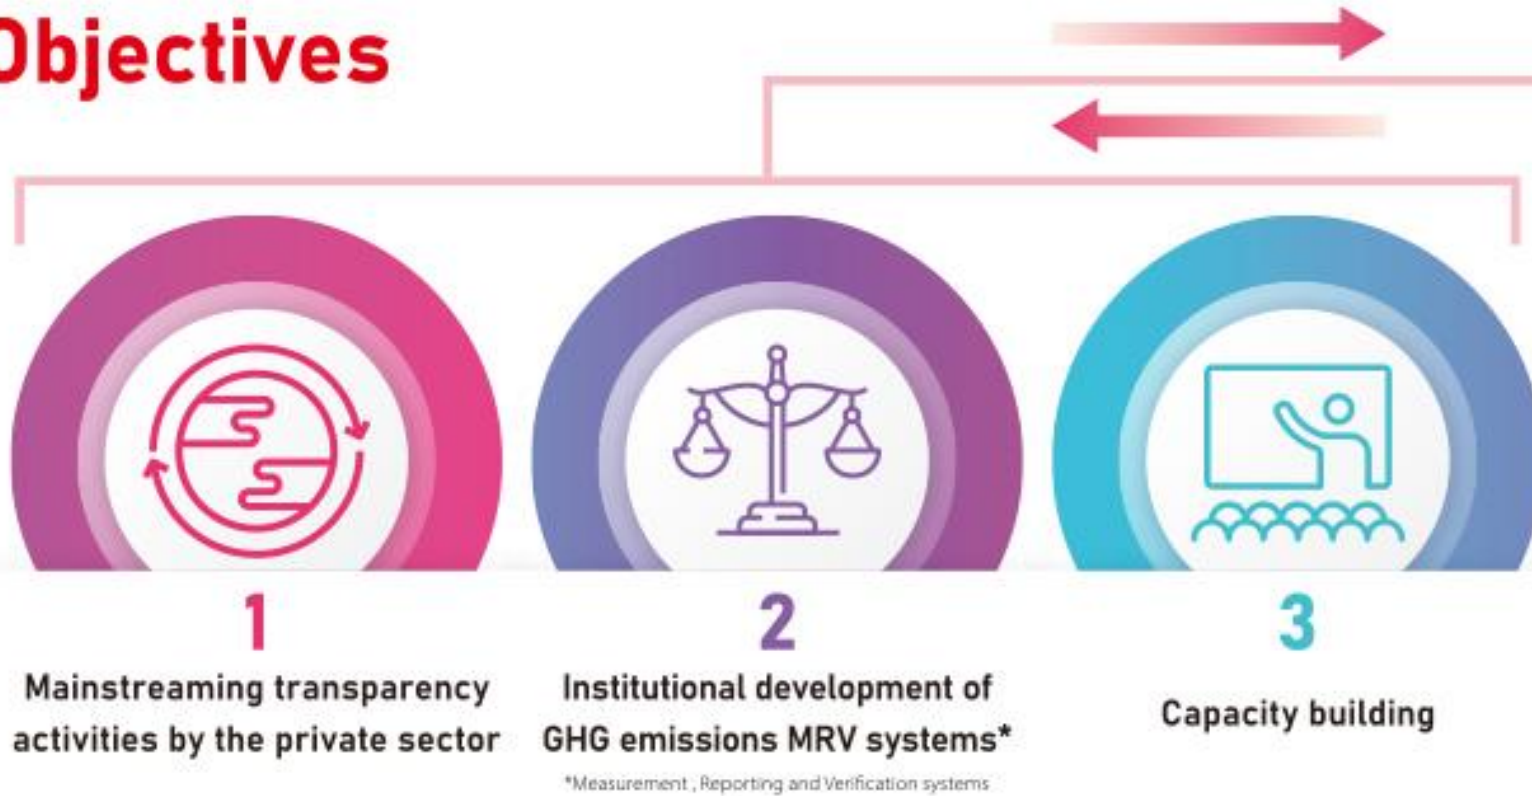 Objectives
1
Mainstreaming transparency
activities by the private sector
2
Institutional development of
GHG emissions MRV systems*
*Measurement , Reporting and Verification systems
3
Capacity building